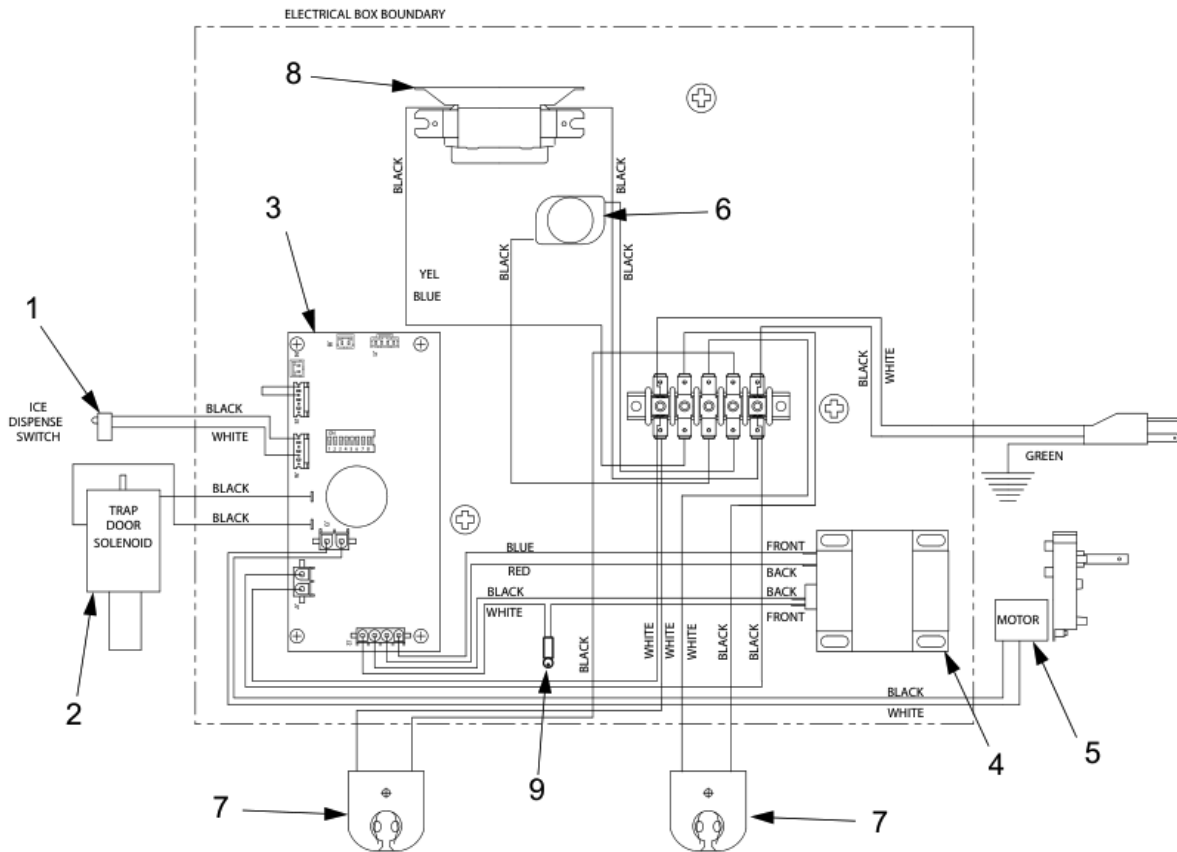 ELECTRICAL BOX BOUNDARY
8
BLACK
BLACK
6
3
BLACK
BLACK
YEL
BLUE
1
ICE
DISPENSE
SWITCH
BLACK
WHITE
BLACK
WHITE
GREEN
BLACK
BLACK
TRAP
DOOR
SOLENOID
BLUE
RED
BLACK
WHITE
FRONT
BACK
BACK
FRONT
MOTOR
BLACK
WHITE
WHITE
WHITE
BLACK
BLACK
BLACK
WHITE
2
9
4
5
7
7